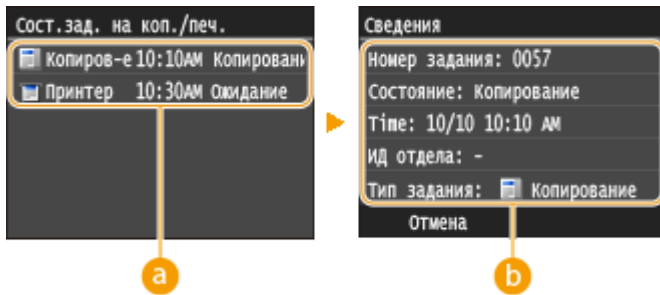 Сост.зад. на коп./печ.
Копиров-е 10:10AM Копировани
Принтер 10:30AM Ожидание
a
Сведения
Номер задания: 0057
Состояние: Копирование
Time: 10/10 10:10 AM
ИД отдела: -
Тип задания: Копирование
Отмена
b